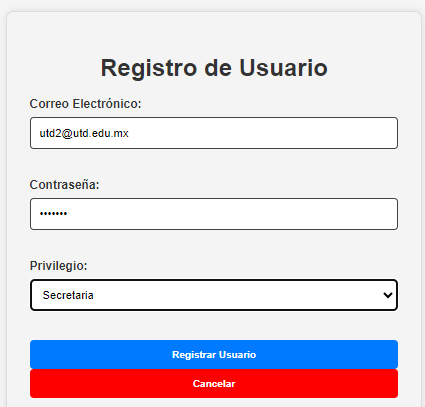 Registro de Usuario
Correo Electrónico:
utd2@utd.edu.mx
Contraseña:
•••••••
Privilegio:
Secretaria
Registrar Usuario
Cancelar